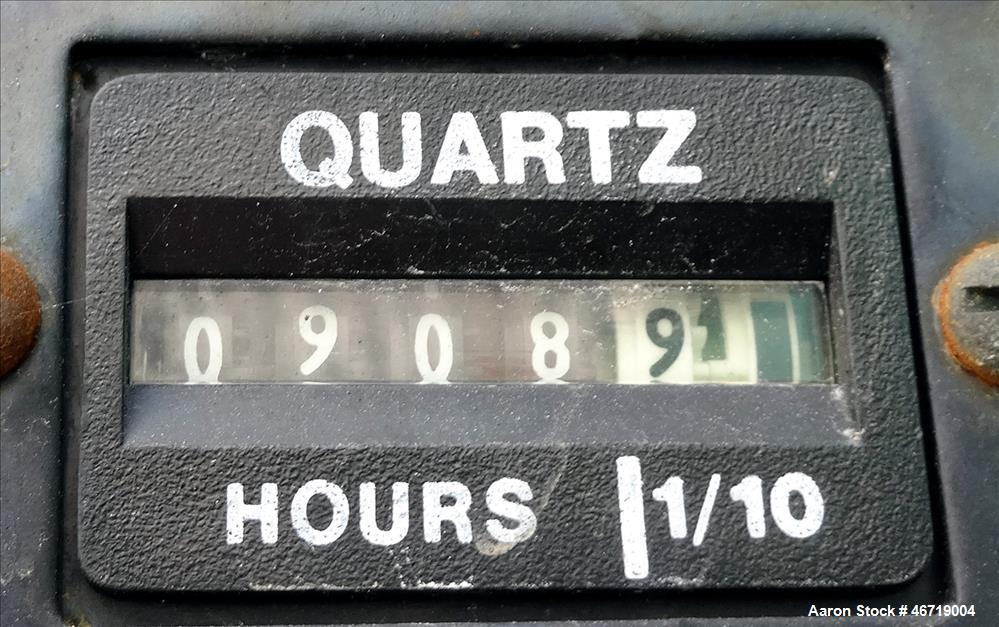 QUARTZ
0 9 0 8 9
HOURS | 1/10
Aaron Stock # 46719004